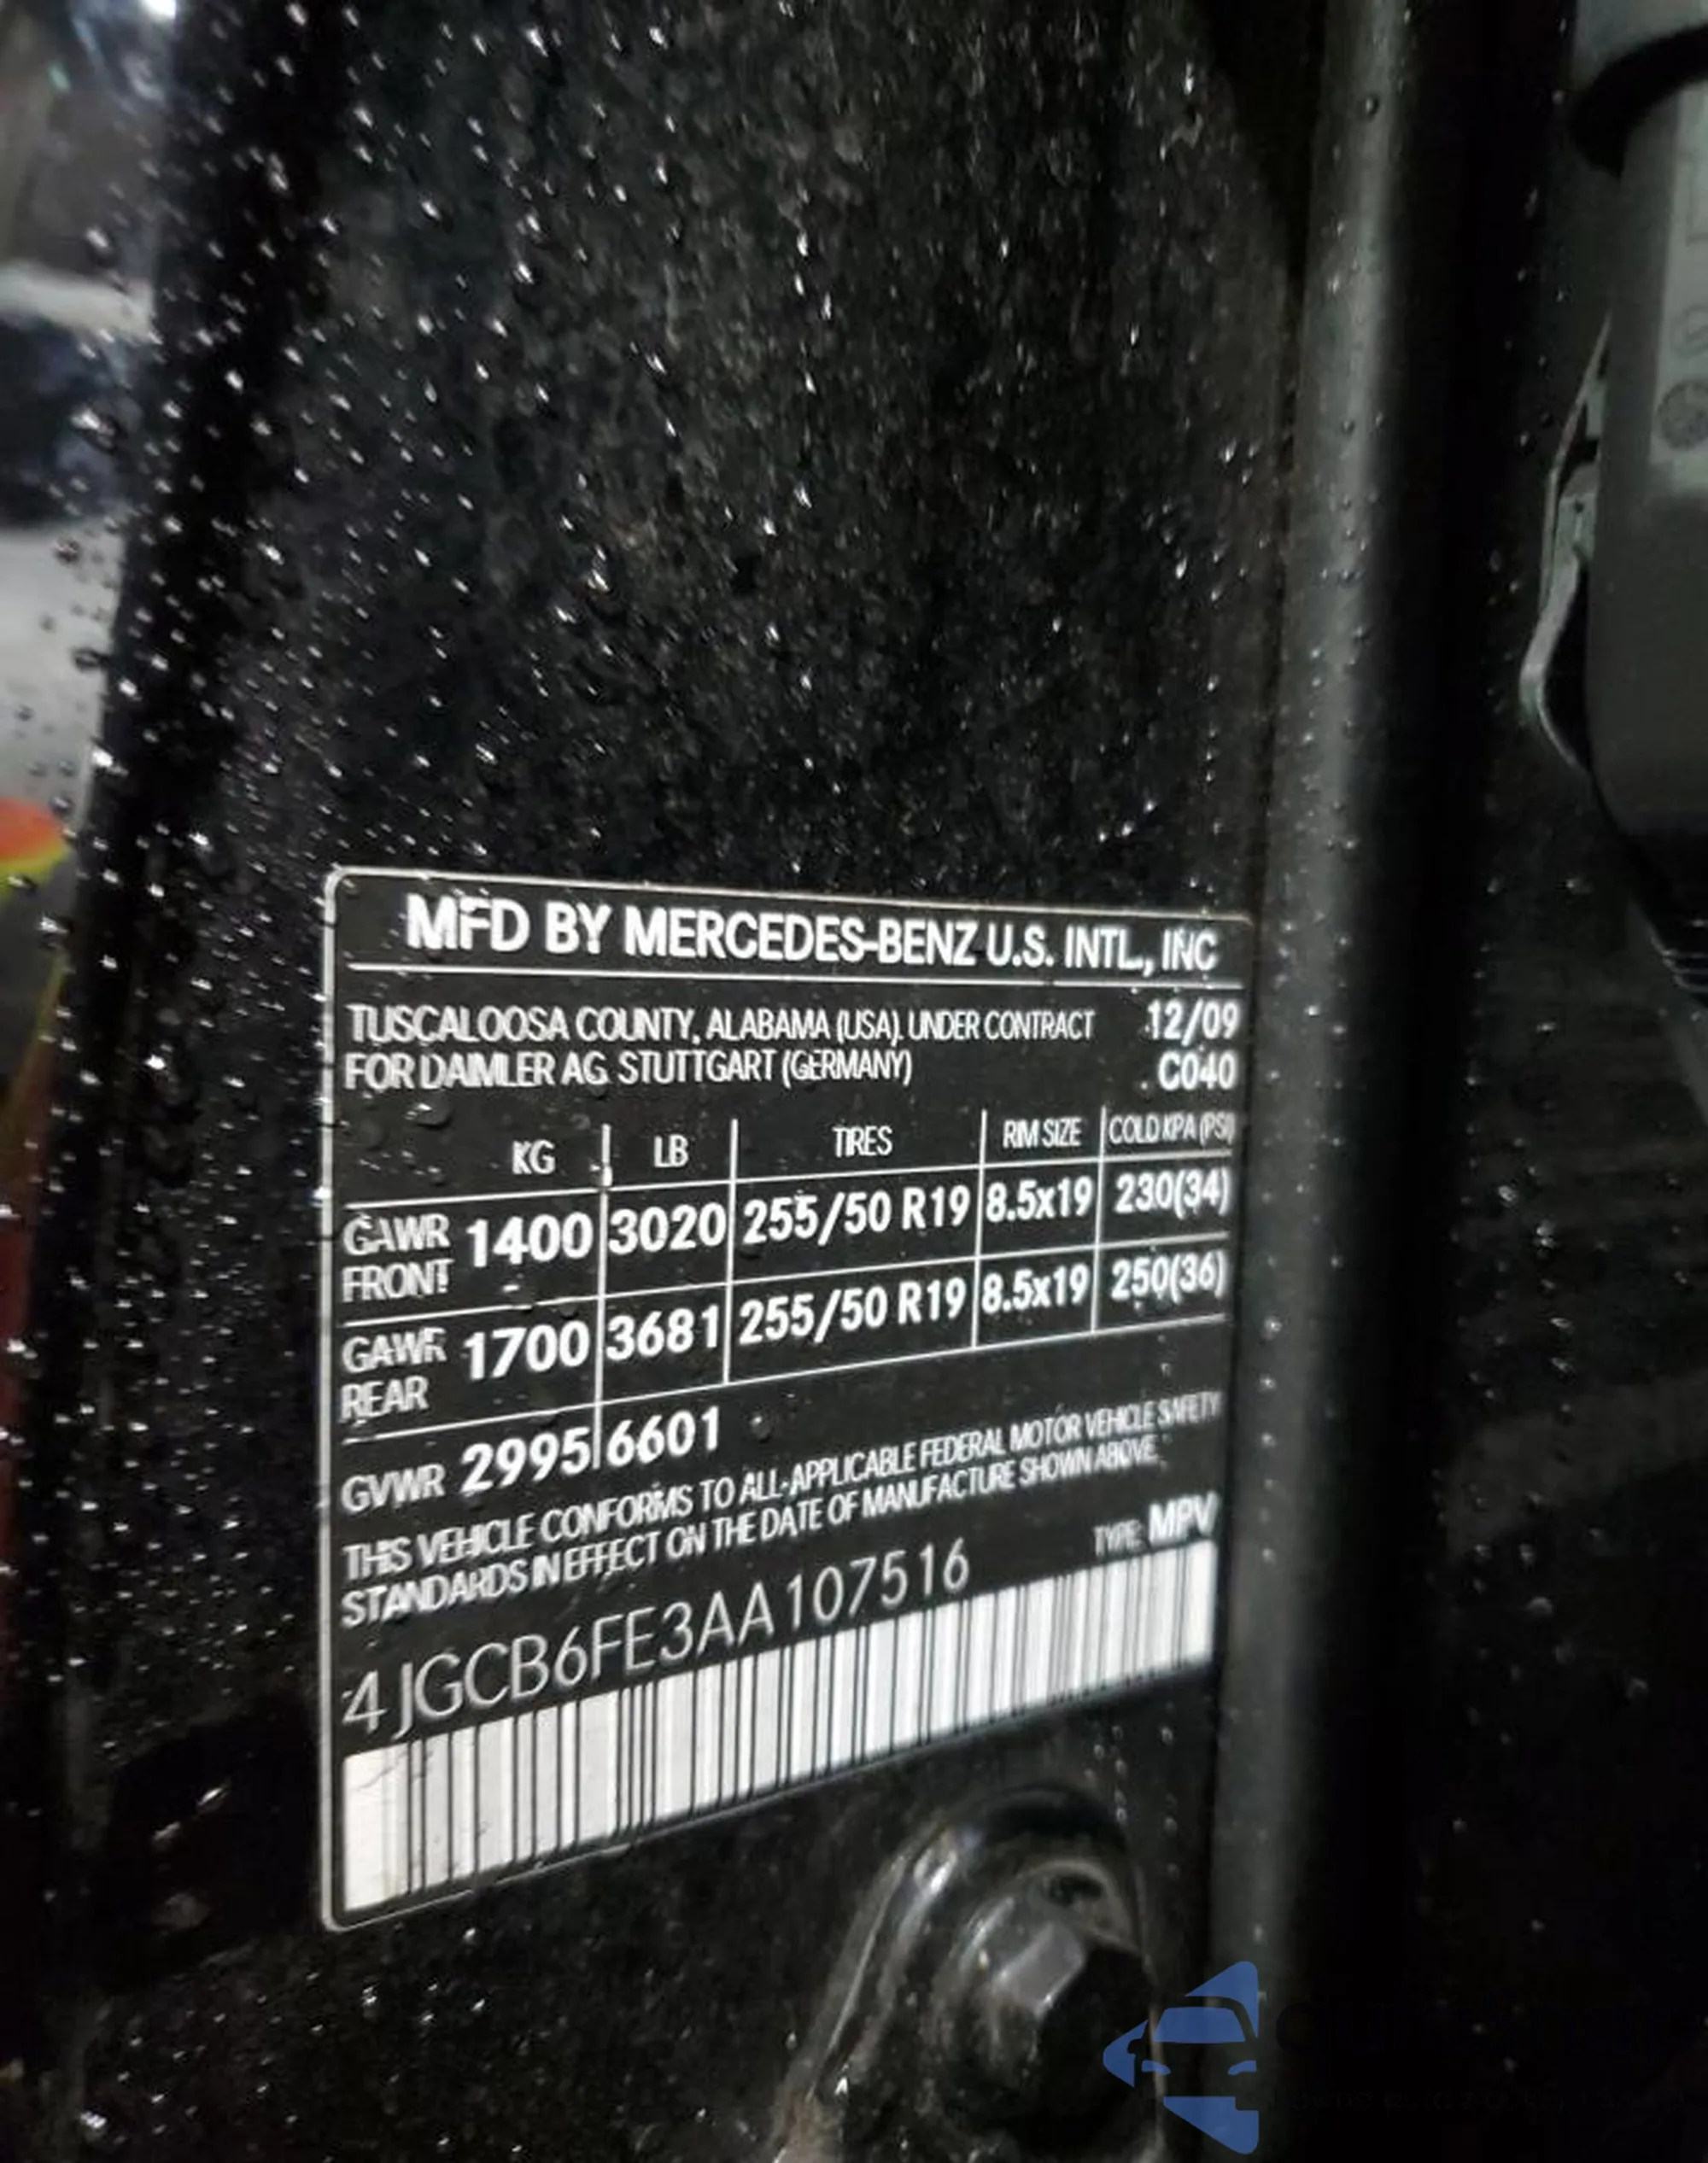 MFD BY MERCEDES-BENZ U.S. INTL., INC
TUSCALOOSA COUNTY, ALABAMA (USA). UNDER CONTRACT 12/09
FOR DAIMLER AG. STUTTGART (GERMANY) C040
KG LB TIRES RIM SIZE COLD KPA (PSI)
GAWR FRONT 1400 3020 255/50 R19 8.5x19 230(34)
GAWR REAR 1700 3681 255/50 R19 8.5x19 250(36)
GVWR 2995 6601
THIS VEHICLE CONFORMS TO ALL-APPLICABLE FEDERAL MOTOR VEHICLE SAFETY
STANDARDS IN EFFECT ON THE DATE OF MANUFACTURE SHOWN ABOVE.
4JGCB6FE3AA107516 TYPE: MPV